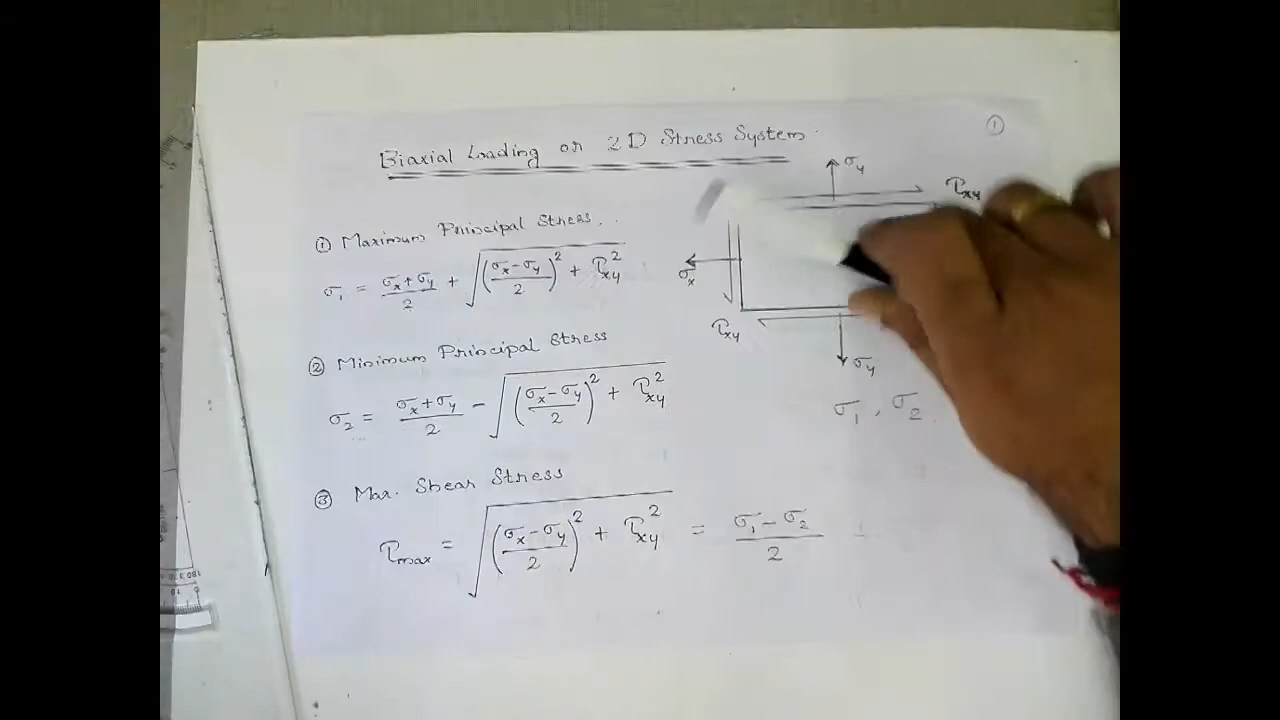 Biaxial Loading or 2D Stress System.
①
① Maximum Principal Stress.
σ₁ = (σx+σy)/2 + √(((σx−σy)/2)² + τxy²)
② Minimum Principal Stress
σ₂ = (σx+σy)/2 − √(((σx−σy)/2)² + τxy²)
③ Max. Shear Stress
τmax = √(((σx−σy)/2)² + τxy²) = (σ₁−σ₂)/2
σy
τxy
σx
τxy
σy
σ₁, σ₂